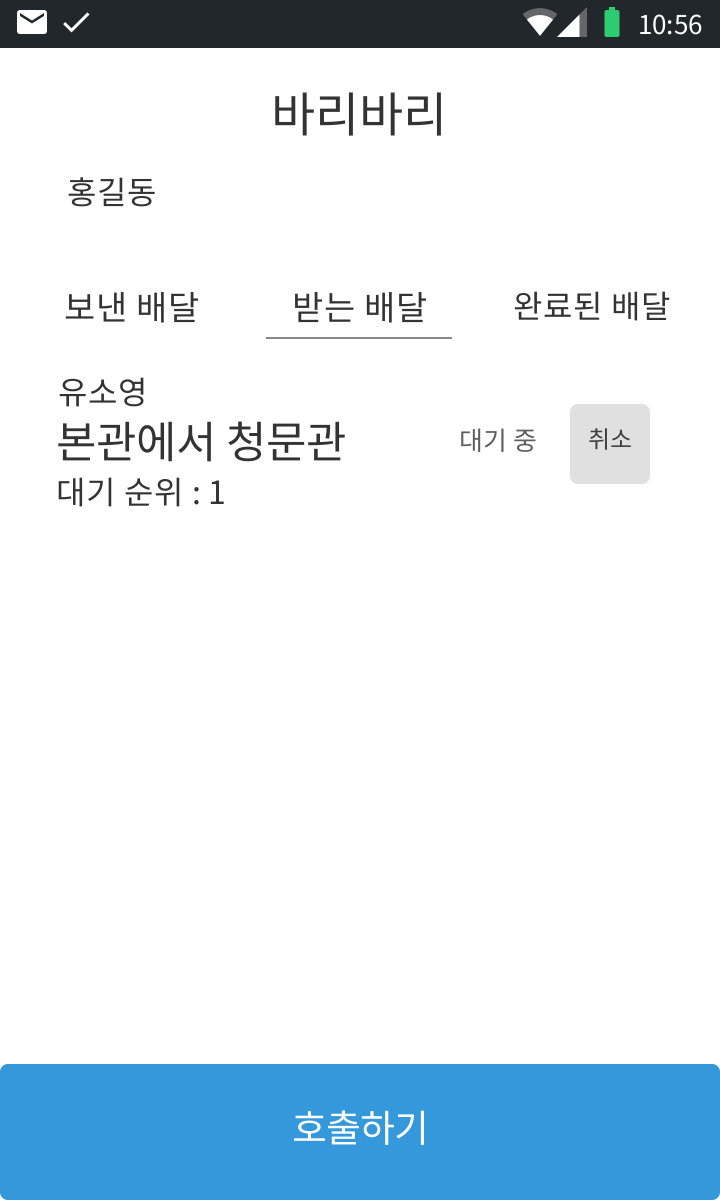 10:56
바리바리
홍길동
보낸 배달 받는 배달 완료된 배달
유소영
본관에서 청문관
대기 중 취소
대기 순위 : 1
호출하기